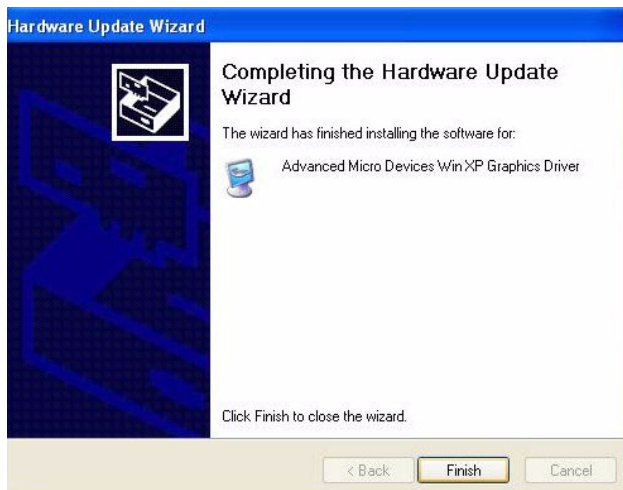 Hardware Update Wizard
Completing the Hardware Update
Wizard
The wizard has finished installing the software for:
Advanced Micro Devices Win XP Graphics Driver
Click Finish to close the wizard.
< Back
Finish
Cancel